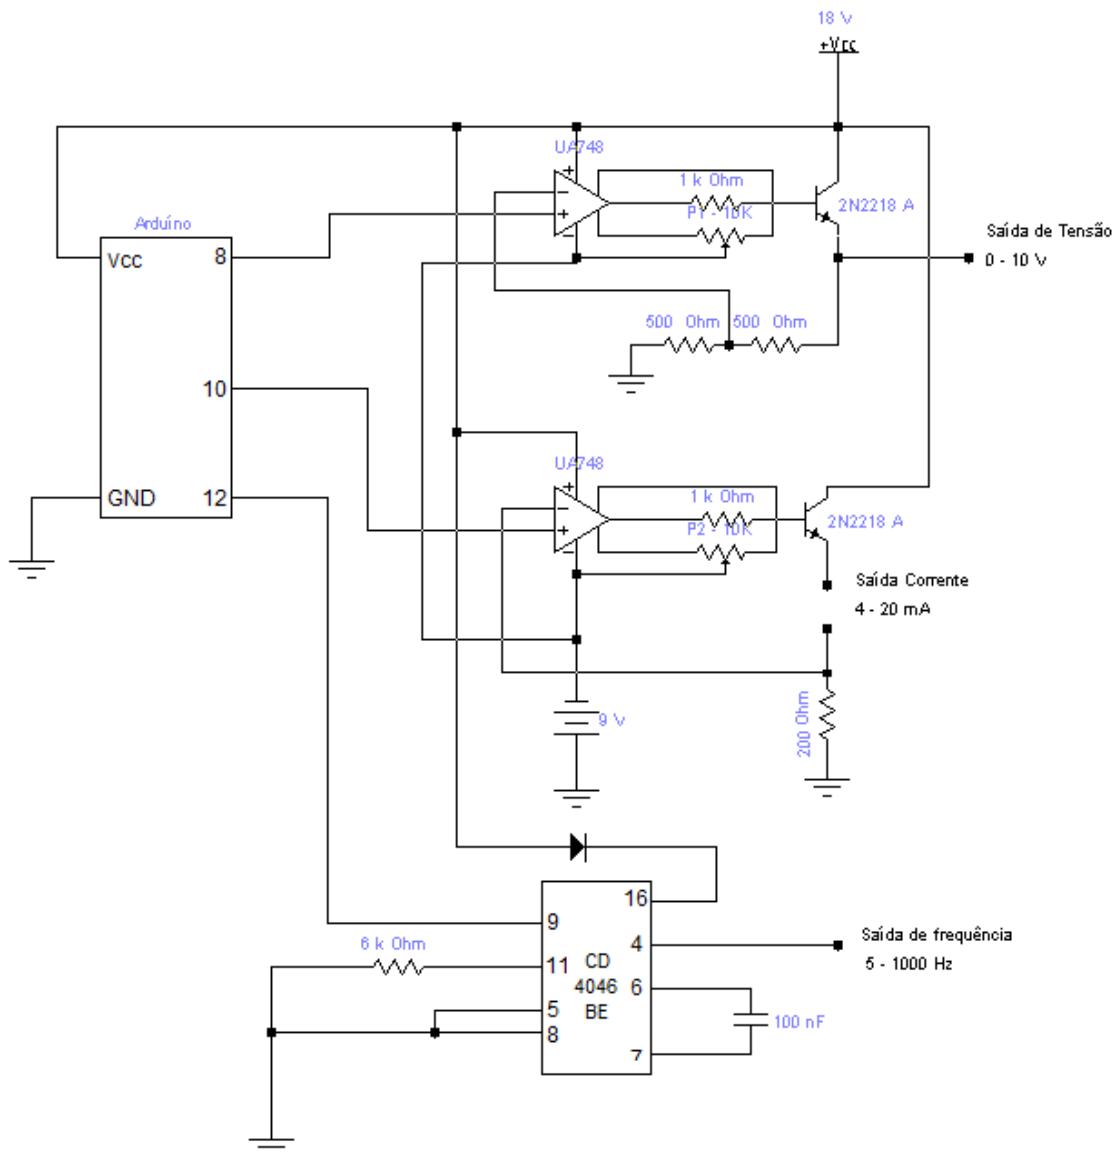 18 V
+Vcc
UA748
1 k Ohm
P1 - 10K
2N2218 A
Arduíno
Vcc
8
10
GND
12
Saída de Tensão
0 - 10 V
500 Ohm
500 Ohm
UA748
1 k Ohm
P2 - 10K
2N2218 A
Saída Corrente
4 - 20 mA
9 V
200 Ohm
16
9
4
6 k Ohm
11
CD
4046
BE
6
5
8
7
100 nF
Saída de frequência
5 - 1000 Hz